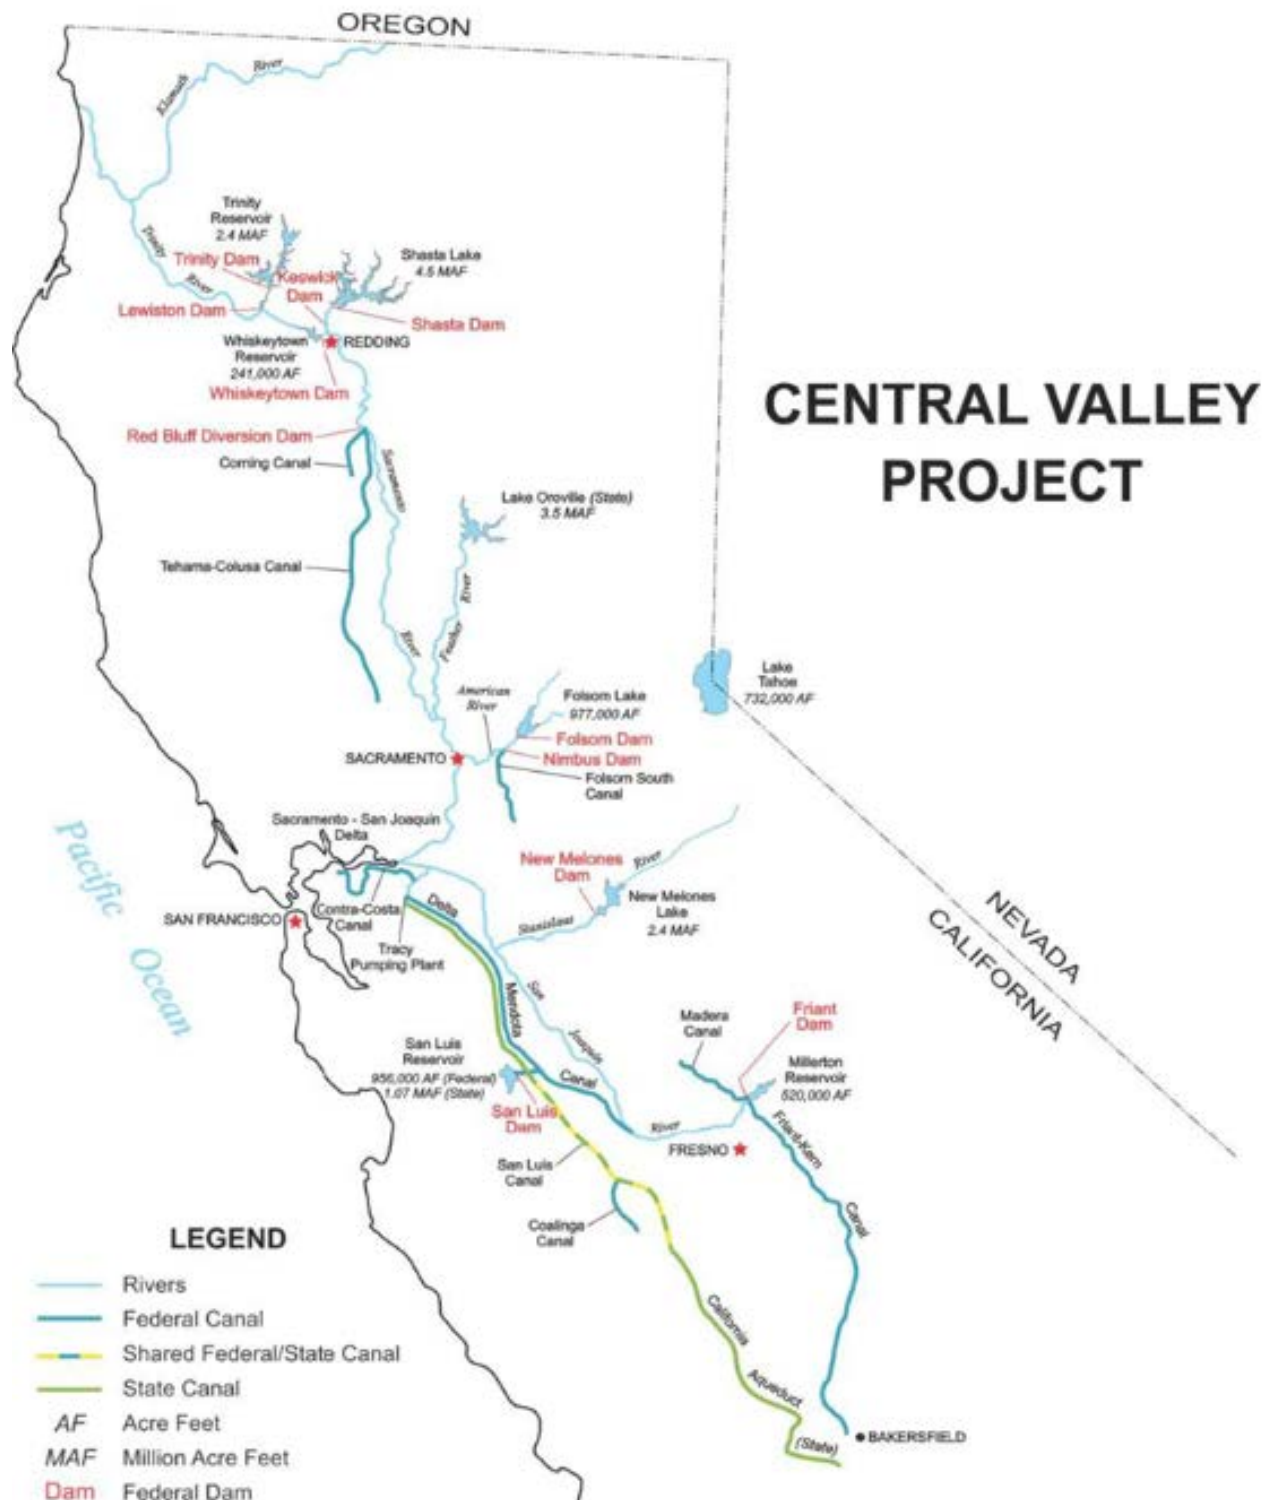 OREGON
Klamath
River
Trinity
Reservoir
2.4 MAF
Trinity
River
Trinity Dam
Keswick
Dam
Shasta Lake
4.5 MAF
Lewiston Dam
Shasta Dam
Whiskeytown
Reservoir
241,000 AF
REDDING
Whiskeytown Dam
CENTRAL VALLEY
PROJECT
Red Bluff Diversion Dam
Corning Canal
Sacramento
River
Lake Oroville (State)
3.5 MAF
Tehama-Colusa Canal
Feather
River
American
River
Folsom Lake
977,000 AF
Lake
Tahoe
732,000 AF
Folsom Dam
SACRAMENTO
Nimbus Dam
Folsom South
Canal
Sacramento - San Joaquin
Delta
Pacific
Ocean
New Melones
Dam
River
Stanislaus
New Melones
Lake
2.4 MAF
SAN FRANCISCO
Contra-Costa
Canal
Delta
Mendota
Canal
Tracy
Pumping Plant
NEVADA
CALIFORNIA
San
Joaquin
River
Madera
Canal
Friant
Dam
San Luis
Reservoir
956,000 AF (Federal)
1.07 MAF (State)
Millerton
Reservoir
520,000 AF
San Luis
Dam
FRESNO
Friant-Kern
Canal
San Luis
Canal
Coalinga
Canal
California
Aqueduct
(State)
BAKERSFIELD
LEGEND
Rivers
Federal Canal
Shared Federal/State Canal
State Canal
AF Acre Feet
MAF Million Acre Feet
Dam Federal Dam